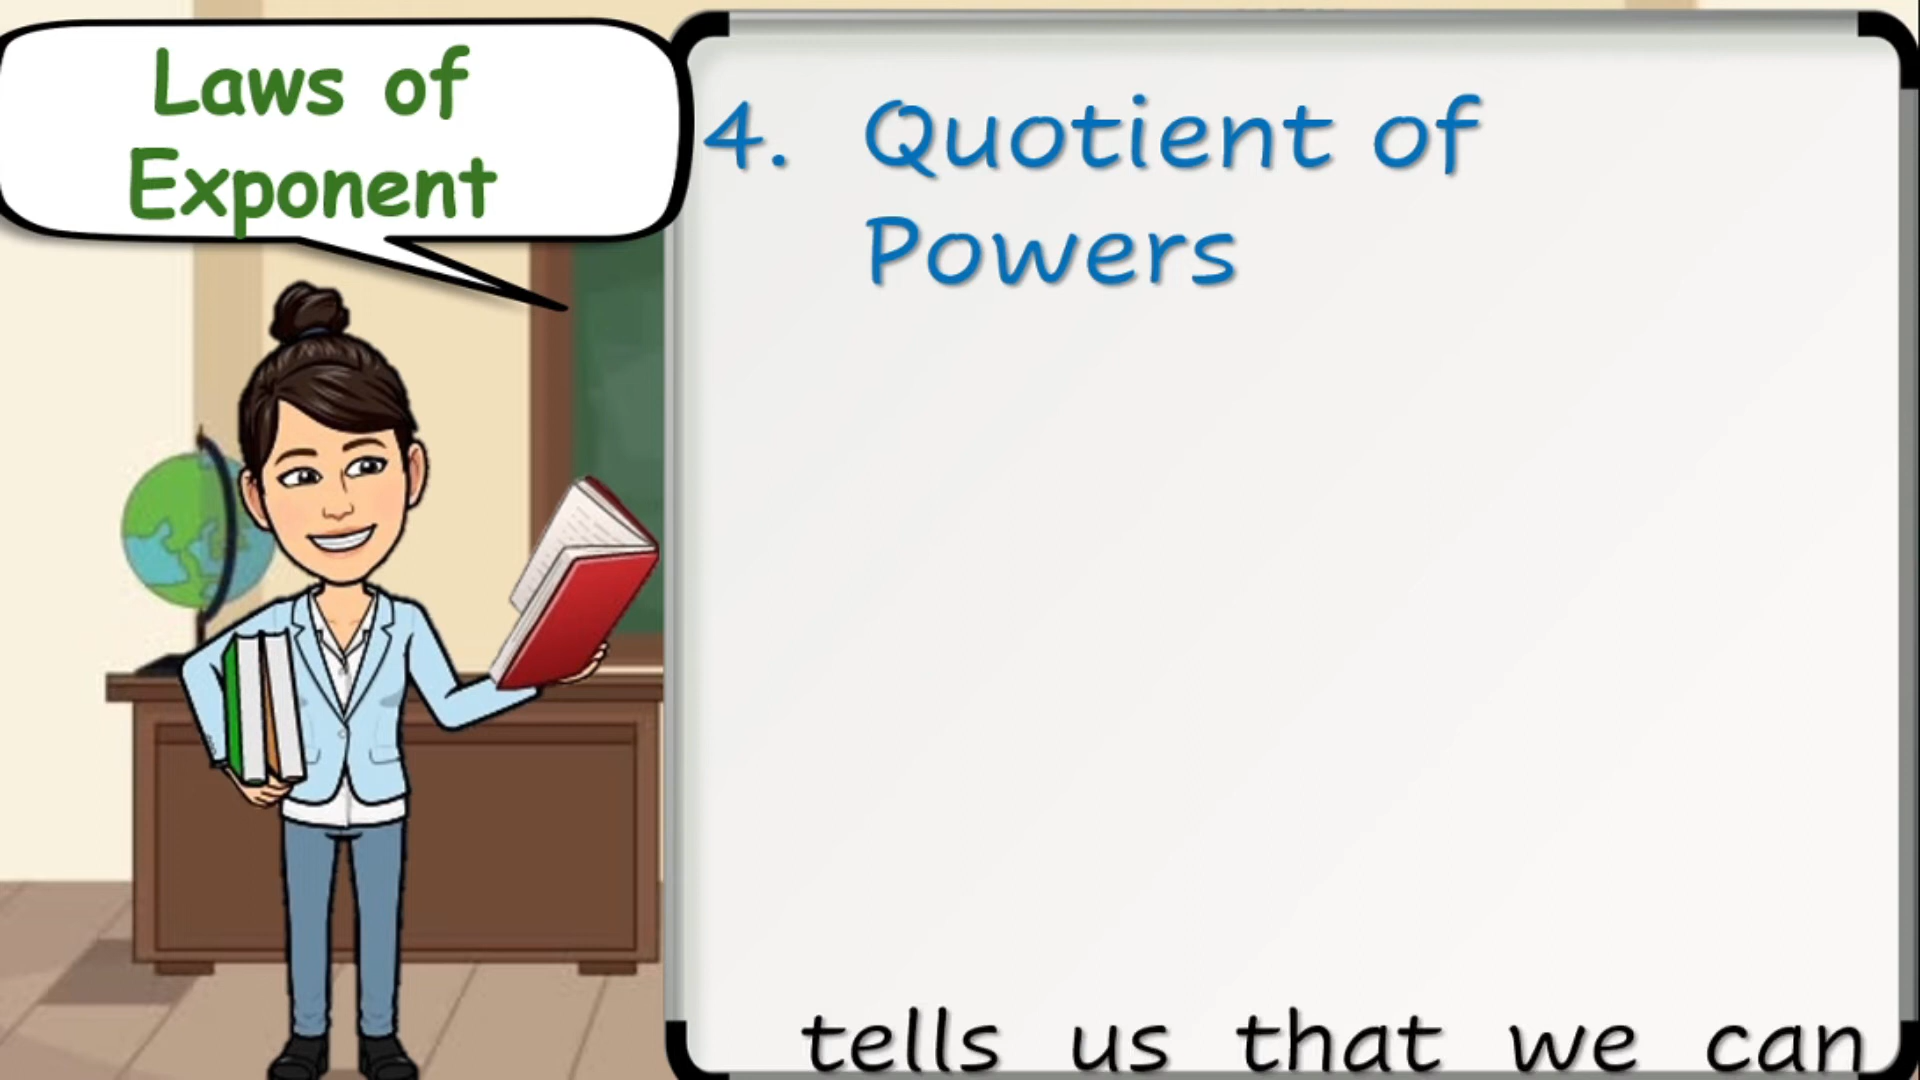 Laws of
Exponent
4. Quotient of
Powers
tells us that we can